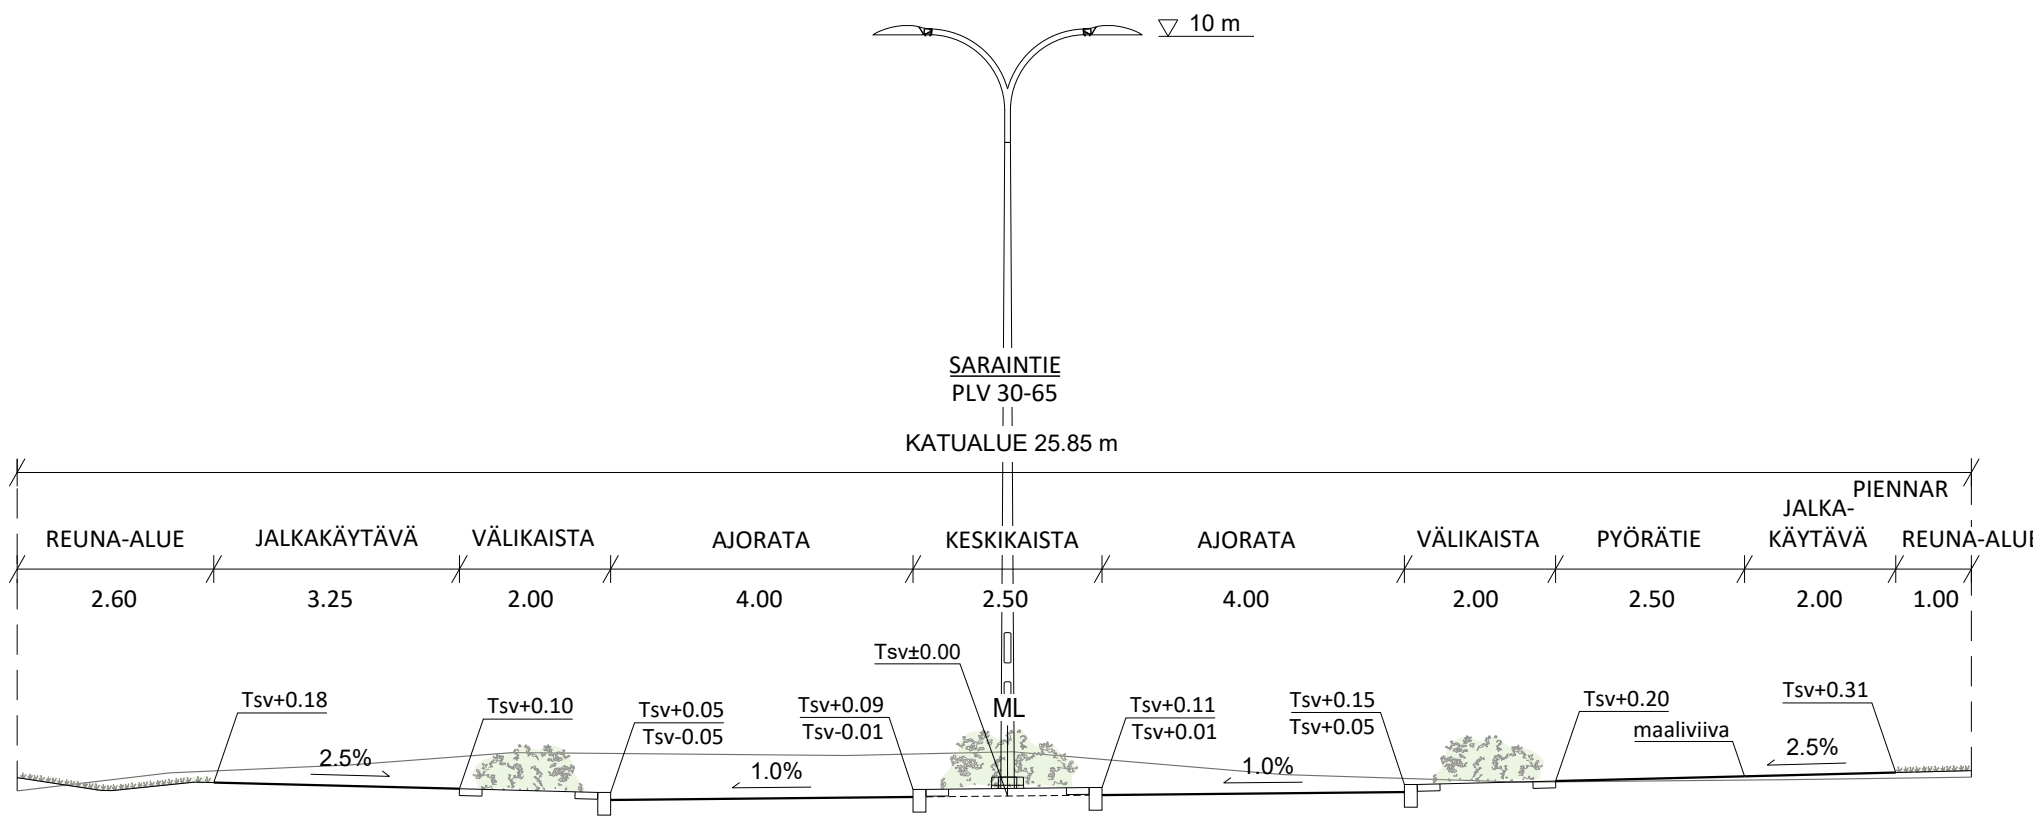 10 m
SARAINTIE
PLV 30-65
KATUALUE 25.85 m
PIENNAR
REUNA-ALUE JALKAKÄYTÄVÄ VÄLIKAISTA AJORATA KESKIKAISTA AJORATA VÄLIKAISTA PYÖRÄTIE JALKA-
KÄYTÄVÄ REUNA-ALUE
2.60 3.25 2.00 4.00 2.50 4.00 2.00 2.50 2.00 1.00
Tsv±0.00
Tsv+0.18
Tsv+0.10
Tsv+0.05
Tsv-0.05
Tsv+0.09
Tsv-0.01
ML
Tsv+0.11
Tsv+0.01
Tsv+0.15
Tsv+0.05
Tsv+0.20
maaliviiva
Tsv+0.31
2.5%
1.0%
1.0%
2.5%